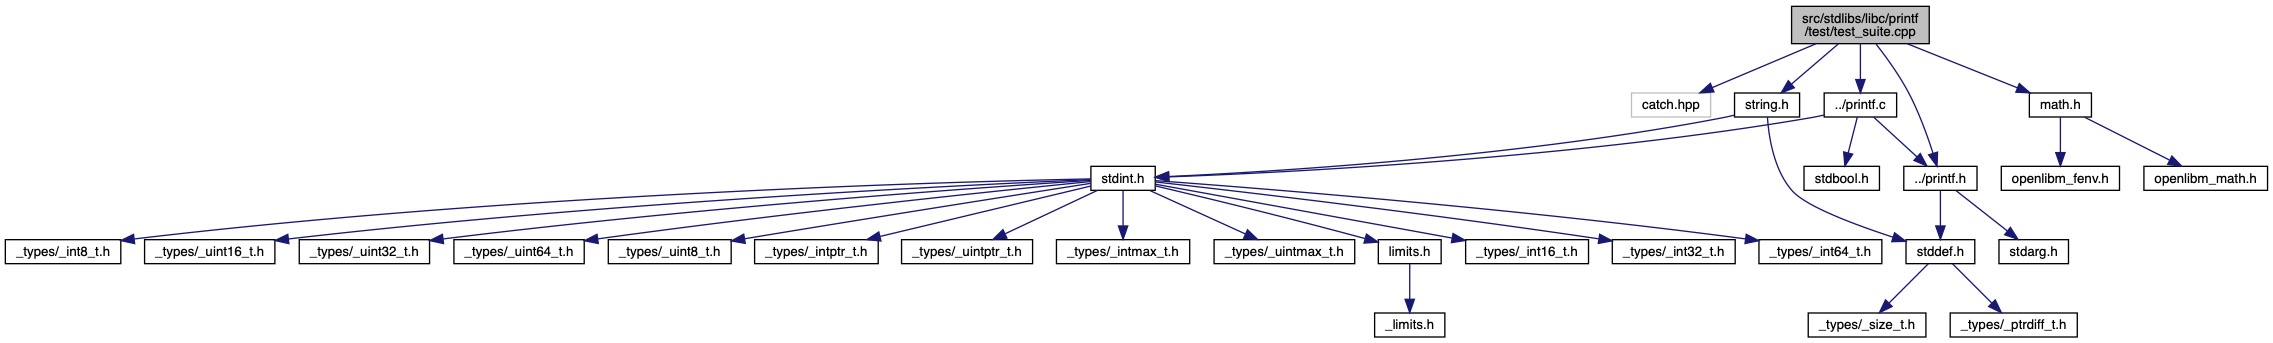 src/stdlibs/libc/printf
/test/test_suite.cpp
catch.hpp
string.h
../printf.c
math.h
stdint.h
stdbool.h
../printf.h
openlibm_fenv.h
openlibm_math.h
_types/_int8_t.h
_types/_uint16_t.h
_types/_uint32_t.h
_types/_uint64_t.h
_types/_uint8_t.h
_types/_intptr_t.h
_types/_uintptr_t.h
_types/_intmax_t.h
_types/_uintmax_t.h
limits.h
_types/_int16_t.h
_types/_int32_t.h
_types/_int64_t.h
stddef.h
stdarg.h
_limits.h
_types/_size_t.h
_types/_ptrdiff_t.h